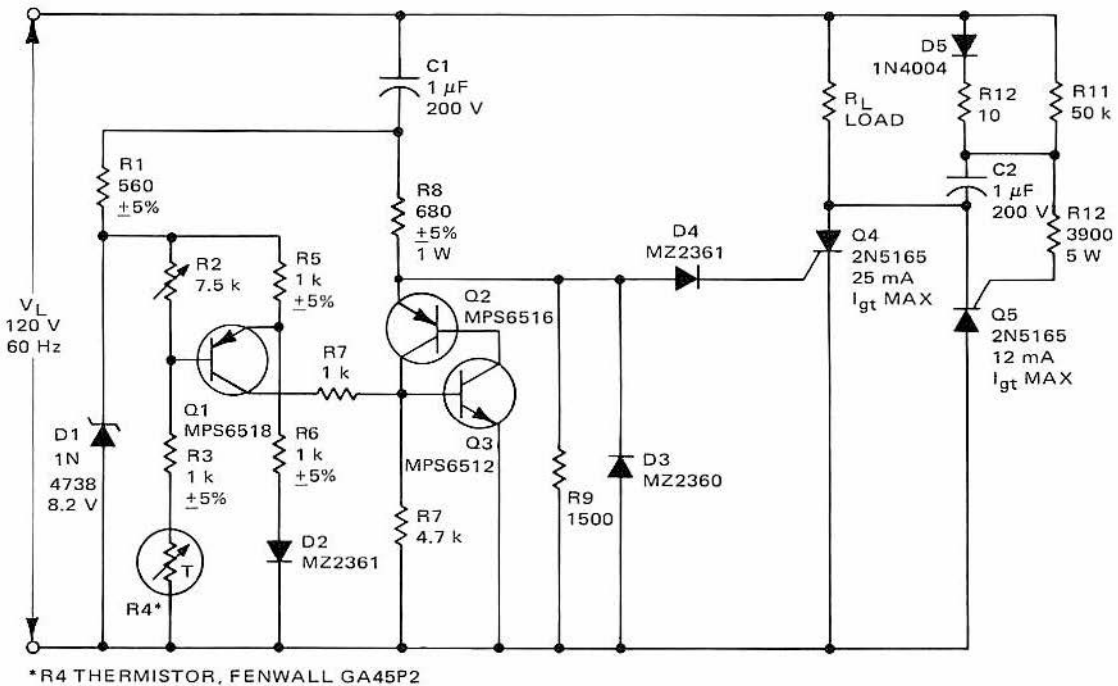 C1
1 μF
200 V
D5
1N4004
R12
10
R11
50 k
RL
LOAD
R1
560
±5%
R8
680
±5%
1 W
C2
1 μF
200 V
R12
3900
5 W
D4
MZ2361
Q4
2N5165
25 mA
Igt MAX
R2
7.5 k
R5
1 k
±5%
Q2
MPS6516
VL
120 V
60 Hz
Q5
2N5165
12 mA
Igt MAX
R7
1 k
Q1
MPS6518
D1
1N
4738
8.2 V
R3
1 k
±5%
R6
1 k
±5%
Q3
MPS6512
D3
MZ2360
R9
1500
R7
4.7 k
D2
MZ2361
T
R4*
*R4 THERMISTOR, FENWALL GA45P2